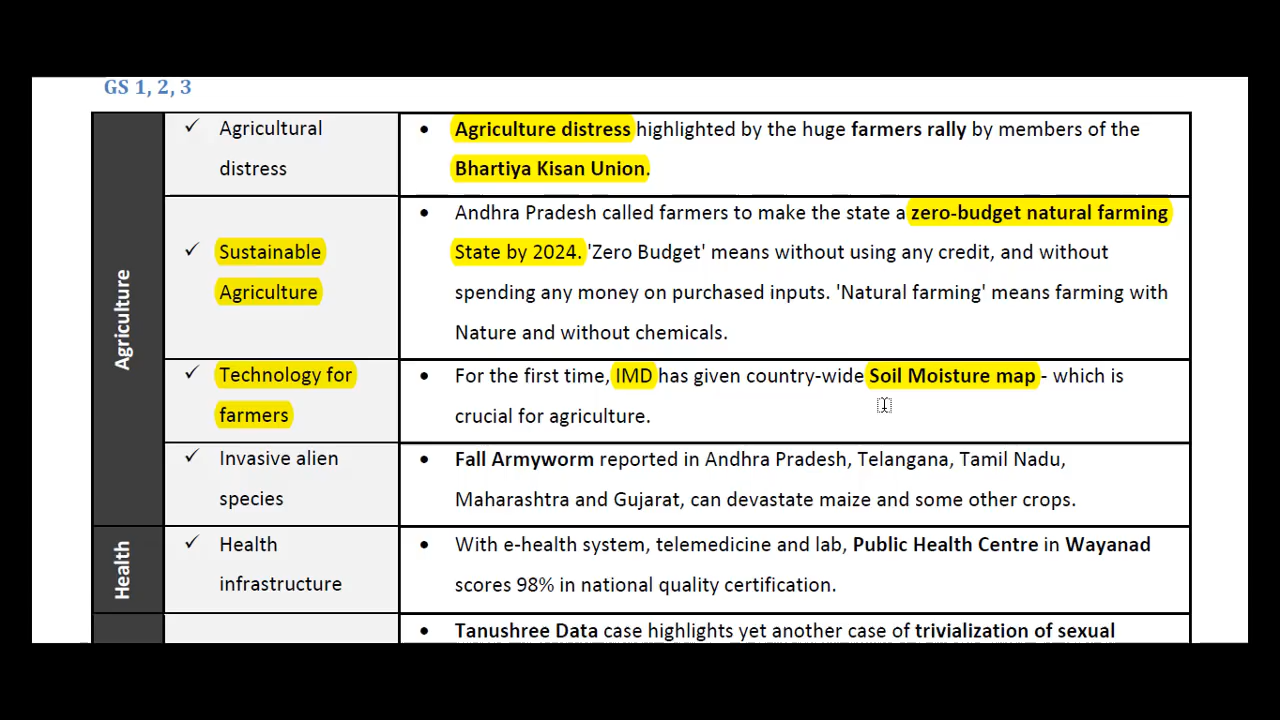 GS 1, 2, 3
Agriculture
✓ Agricultural
distress
• Agriculture distress highlighted by the huge farmers rally by members of the
Bhartiya Kisan Union.
✓ Sustainable
Agriculture
• Andhra Pradesh called farmers to make the state a zero-budget natural farming
State by 2024. 'Zero Budget' means without using any credit, and without
spending any money on purchased inputs. 'Natural farming' means farming with
Nature and without chemicals.
✓ Technology for
farmers
• For the first time, IMD has given country-wide Soil Moisture map - which is
crucial for agriculture.
✓ Invasive alien
species
• Fall Armyworm reported in Andhra Pradesh, Telangana, Tamil Nadu,
Maharashtra and Gujarat, can devastate maize and some other crops.
Health
✓ Health
infrastructure
• With e-health system, telemedicine and lab, Public Health Centre in Wayanad
scores 98% in national quality certification.
• Tanushree Data case highlights yet another case of trivialization of sexual